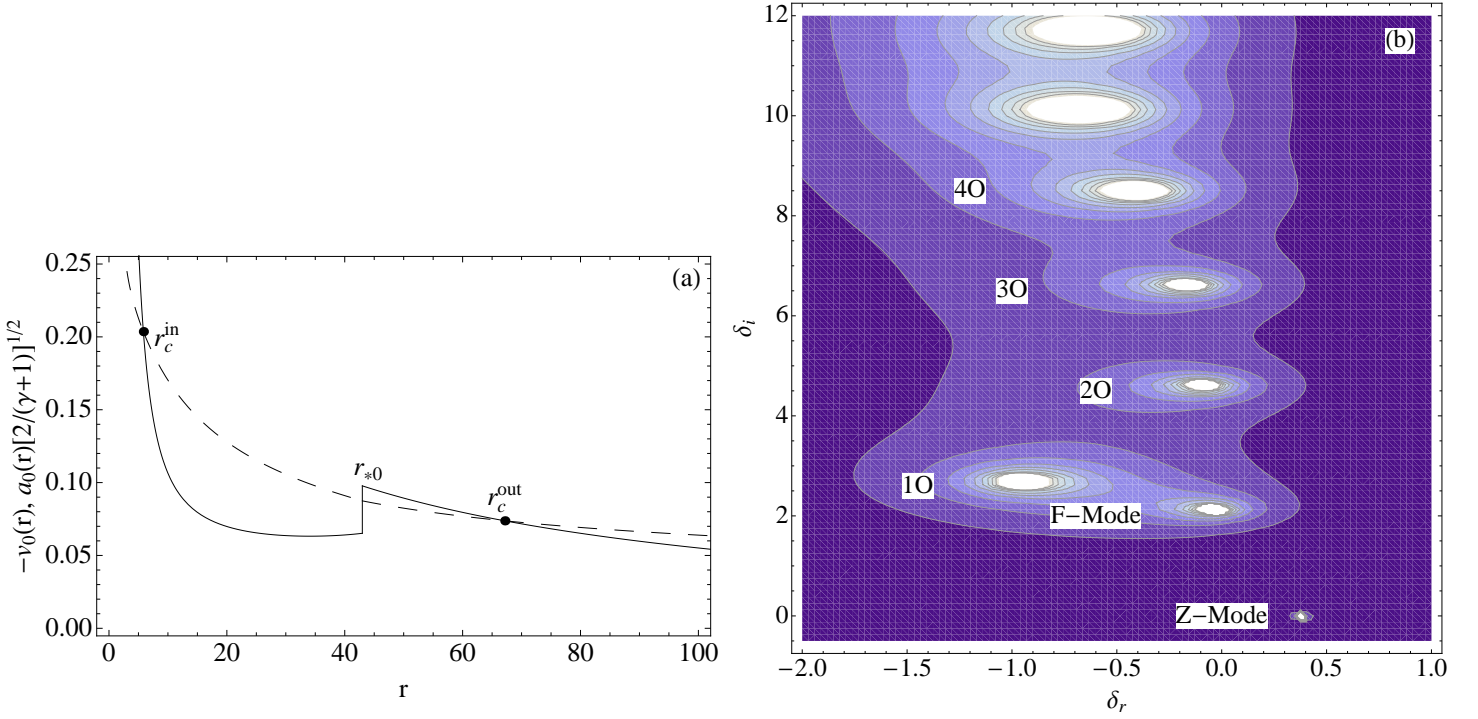 (a)
−v₀(r), a₀(r)[2/(γ+1)]^{1/2}
0.25
0.20
0.15
0.10
0.05
0.00
r_c^{in}
r_{*0}
r_c^{out}
0 20 40 60 80 100
r
(b)
δ_i
12
10
8
6
4
2
0
4O
3O
2O
1O
F−Mode
Z−Mode
−2.0 −1.5 −1.0 −0.5 0.0 0.5 1.0
δ_r